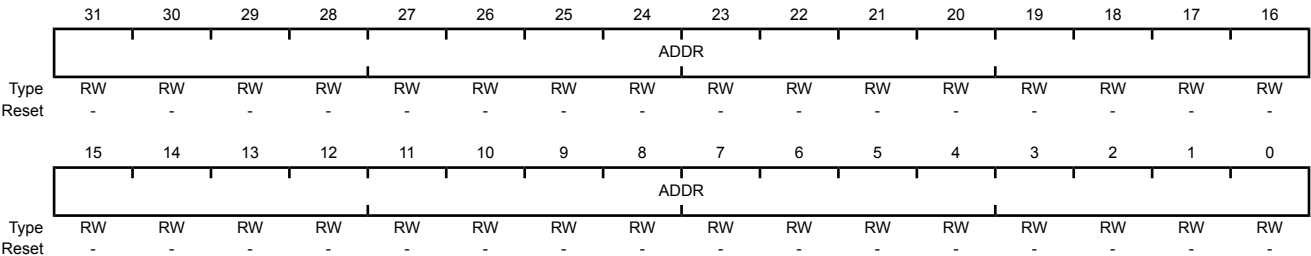 31 30 29 28 27 26 25 24 23 22 21 20 19 18 17 16
ADDR
Type RW RW RW RW RW RW RW RW RW RW RW RW RW RW RW RW
Reset - - - - - - - - - - - - - - - -
15 14 13 12 11 10 9 8 7 6 5 4 3 2 1 0
ADDR
Type RW RW RW RW RW RW RW RW RW RW RW RW RW RW RW RW
Reset - - - - - - - - - - - - - - - -